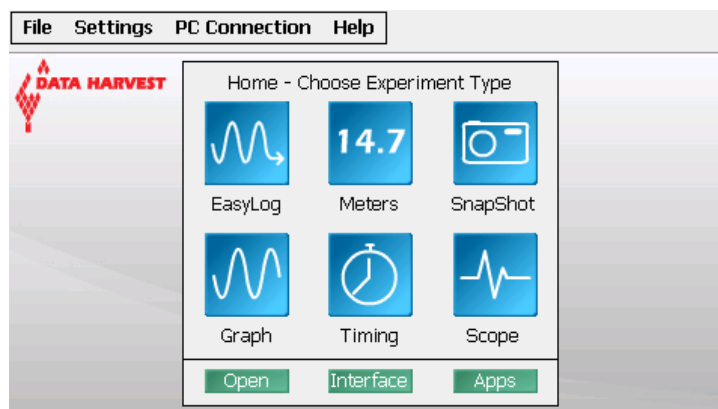 File Settings PC Connection Help
DATA HARVEST
Home - Choose Experiment Type
14.7
EasyLog Meters SnapShot
Graph Timing Scope
Open Interface Apps